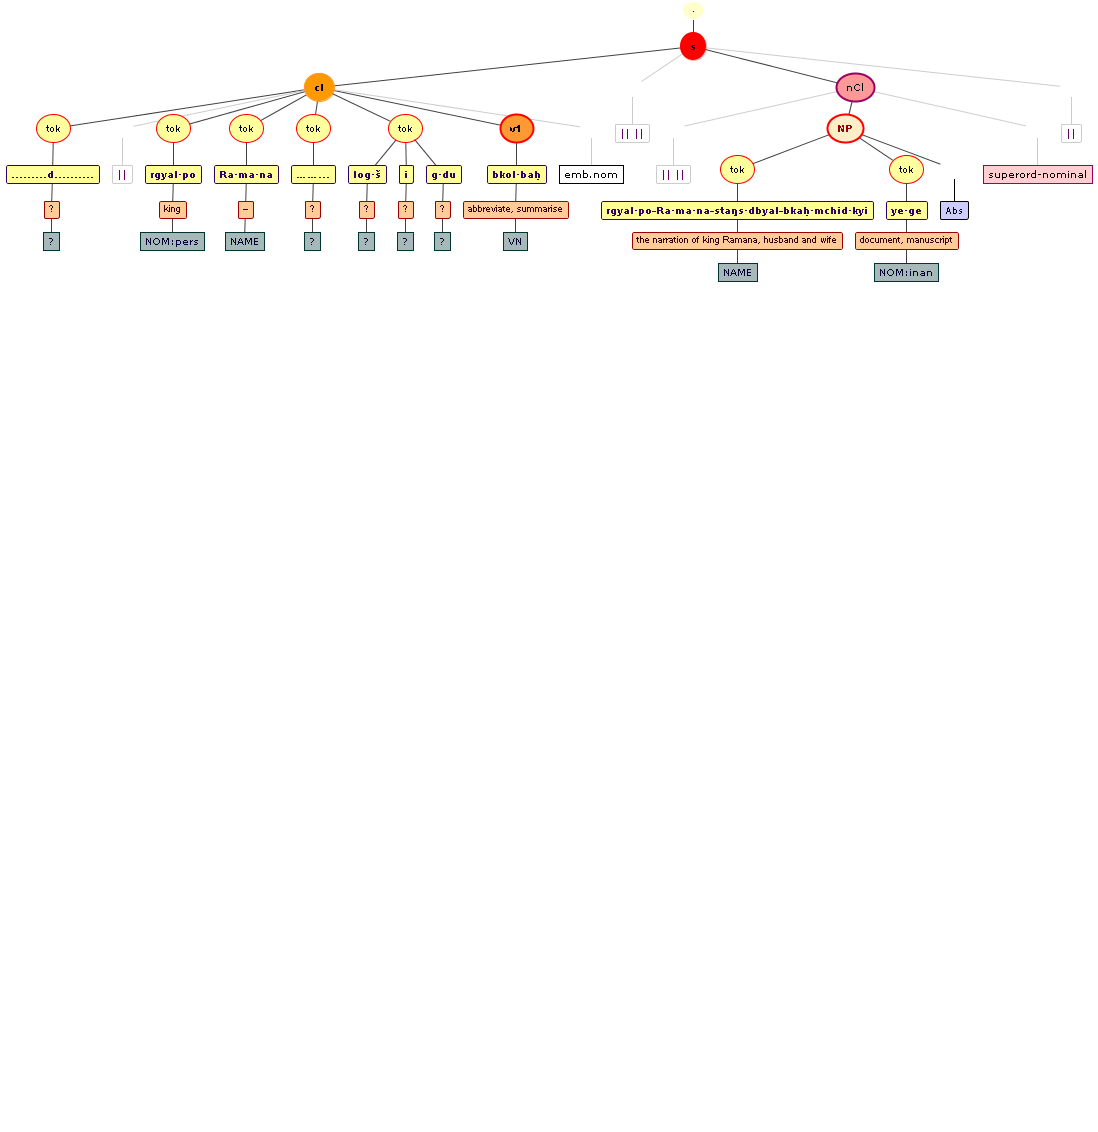 .
s
cl nCl
tok tok tok tok tok v1 || || NP ||
.........d.......... || rgyal-po Ra-ma-na ......... log-š i g-du bkol-baḥ emb.nom || || tok tok superord-nominal
? king – ? ? ? ? abbreviate, summarise rgyal-po-Ra-ma-na-staŋs-dbyal-bkaḥ-mchid-kyi ye-ge Abs
? NOM:pers NAME ? ? ? ? VN the narration of king Ramana, husband and wife document, manuscript
NAME NOM:inan